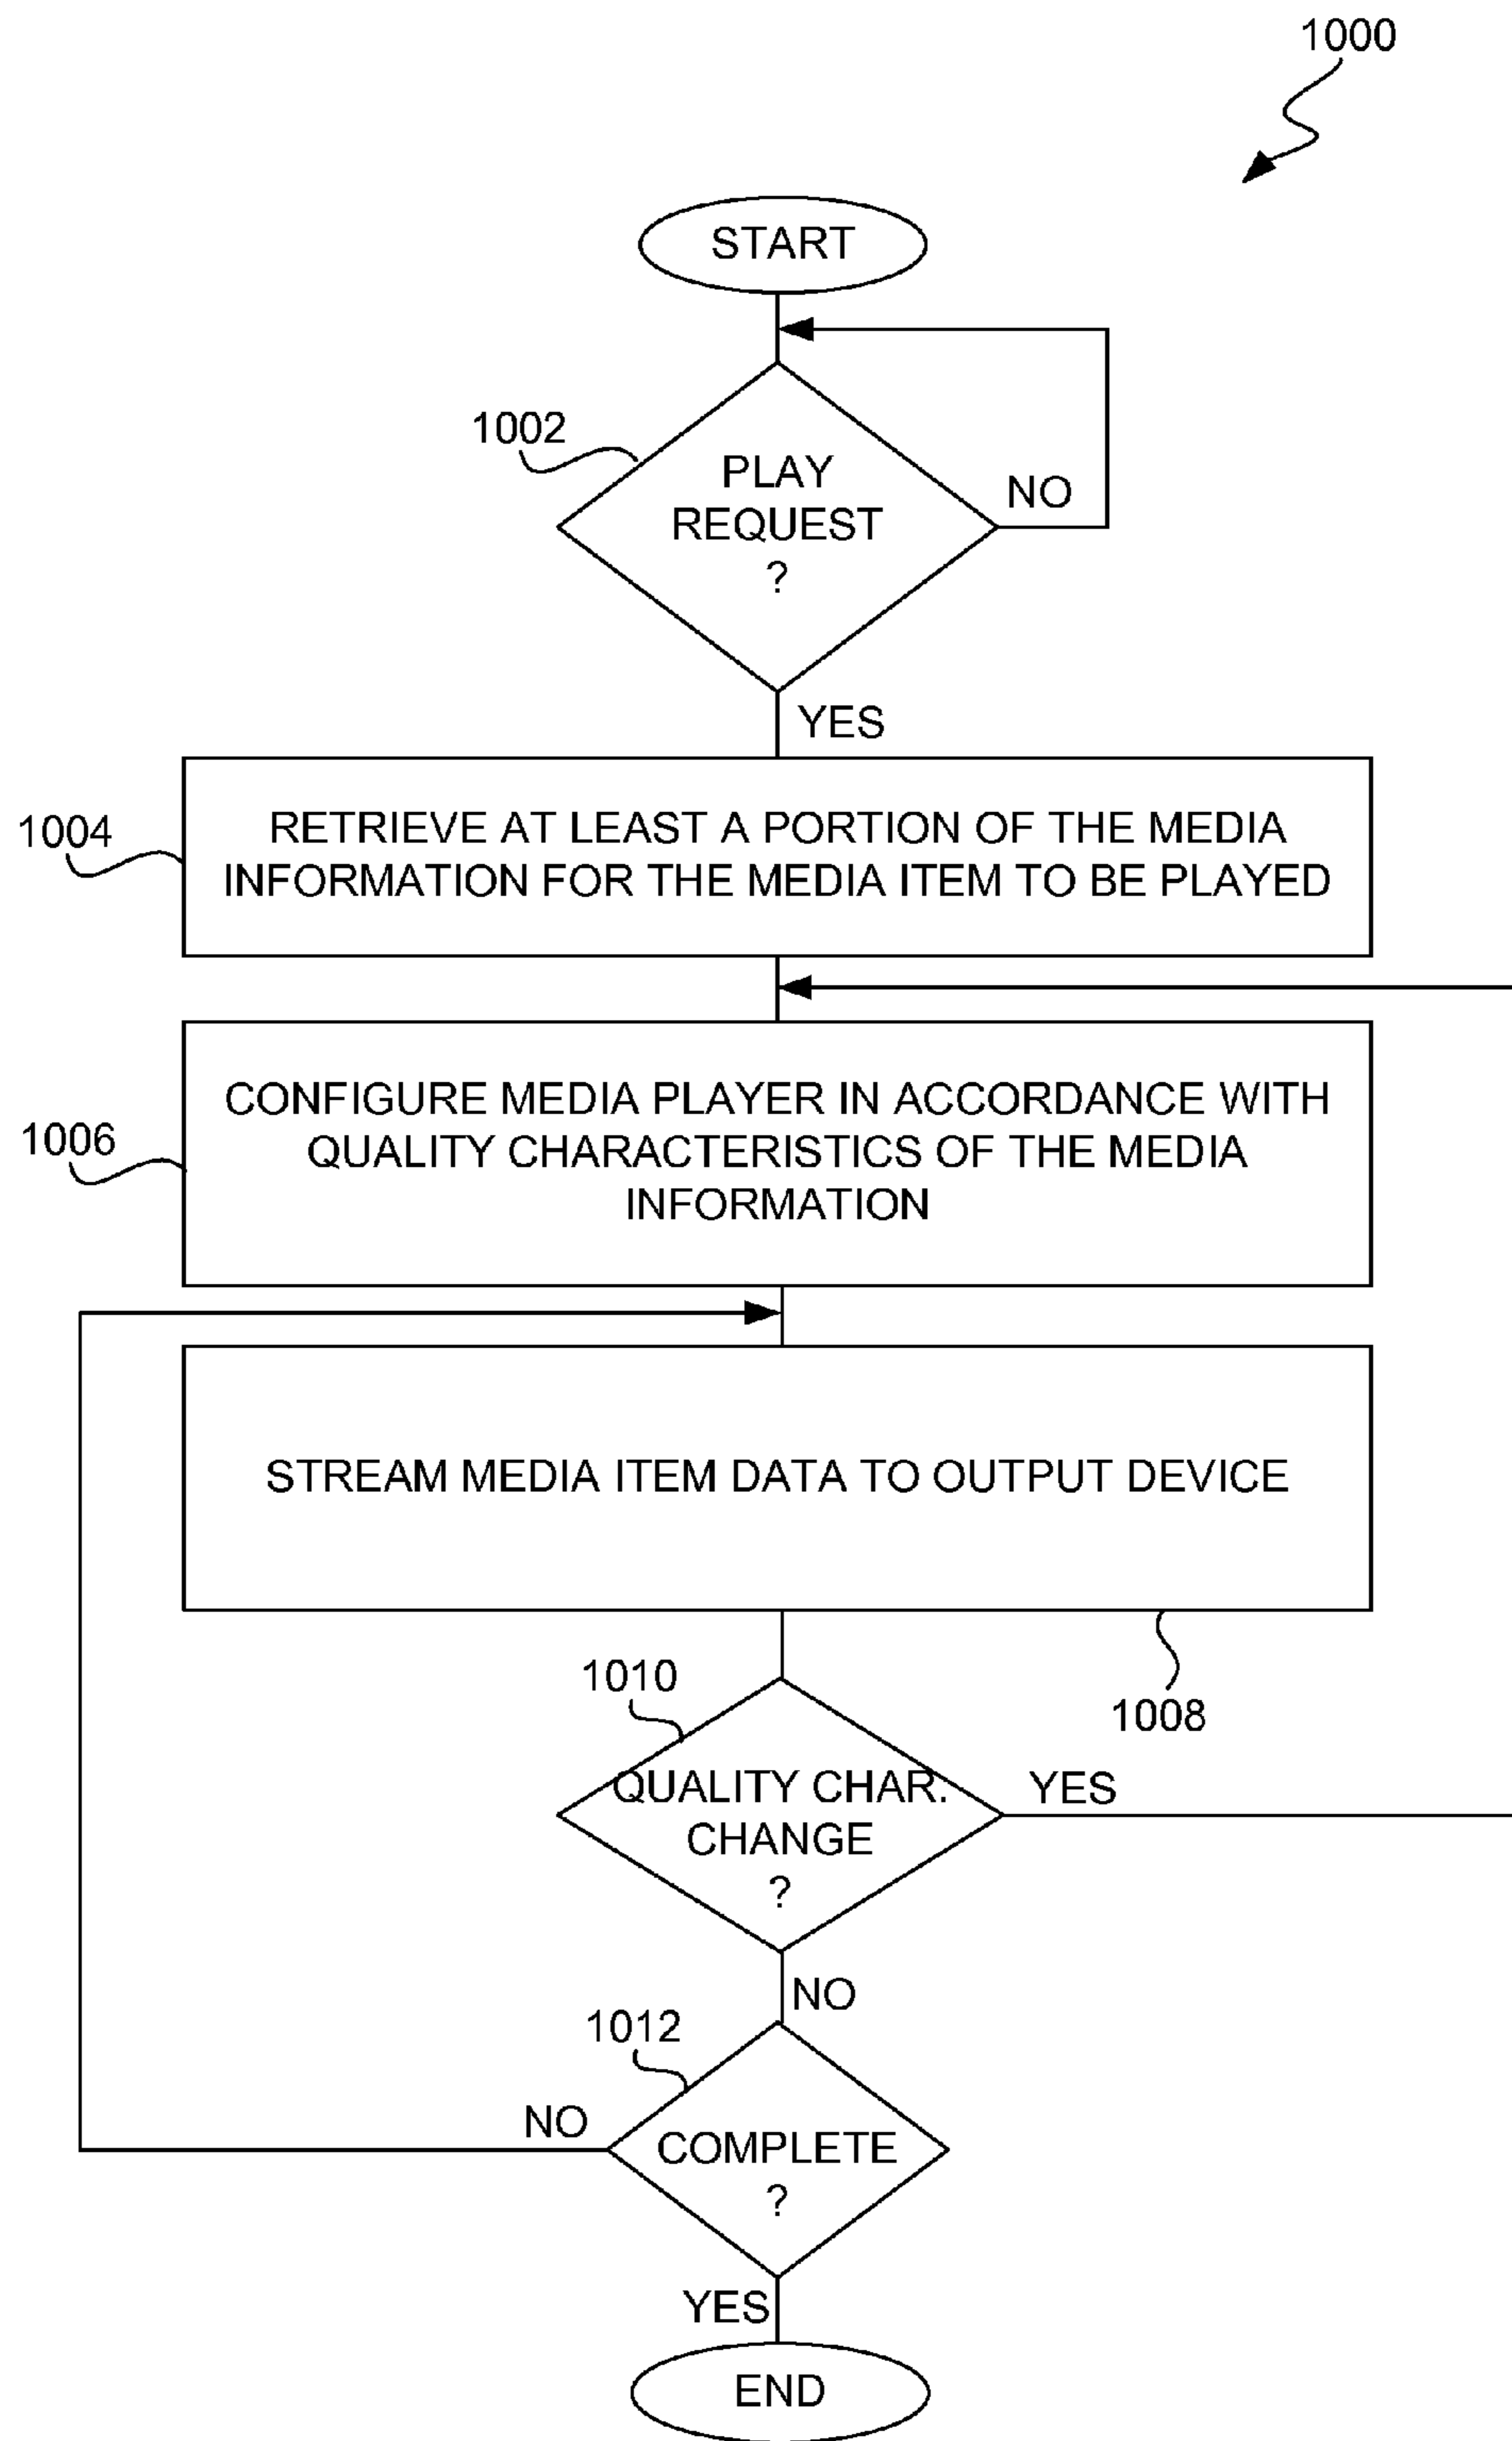 1000
START
1002
PLAY
REQUEST
?
NO
YES
1004
RETRIEVE AT LEAST A PORTION OF THE MEDIA
INFORMATION FOR THE MEDIA ITEM TO BE PLAYED
1006
CONFIGURE MEDIA PLAYER IN ACCORDANCE WITH
QUALITY CHARACTERISTICS OF THE MEDIA
INFORMATION
STREAM MEDIA ITEM DATA TO OUTPUT DEVICE
1008
1010
QUALITY CHAR.
CHANGE
?
YES
NO
1012
COMPLETE
?
NO
YES
END